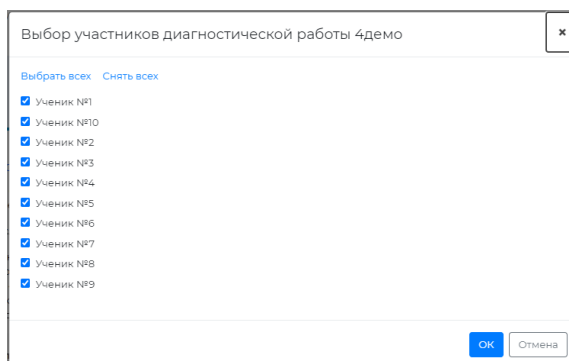 Выбор участников диагностической работы 4демо
×
Выбрать всех Снять всех
Ученик №1
Ученик №10
Ученик №2
Ученик №3
Ученик №4
Ученик №5
Ученик №6
Ученик №7
Ученик №8
Ученик №9
ОК Отмена